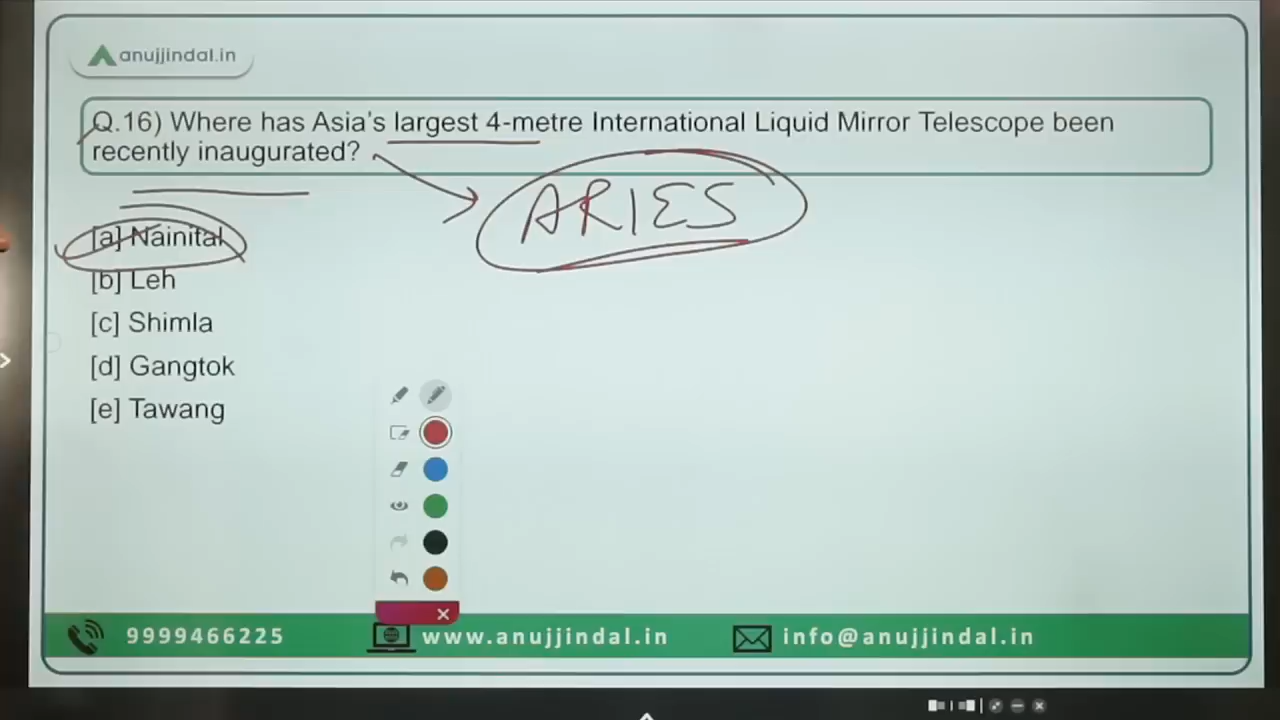 anujjindal.in
Q.16) Where has Asia's largest 4-metre International Liquid Mirror Telescope been
recently inaugurated?
ARIES
[a] Nainital
[b] Leh
[c] Shimla
[d] Gangtok
[e] Tawang
9999466225 www.anujjindal.in info@anujjindal.in